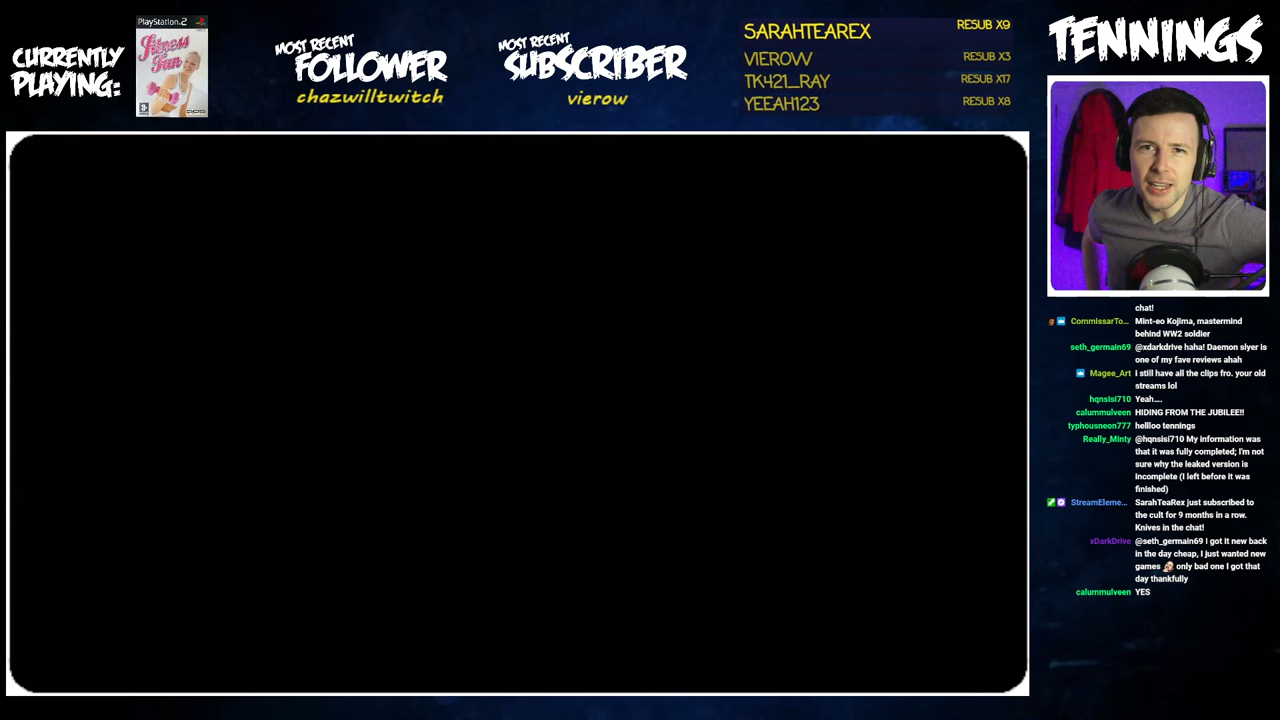 CURRENTLY
PLAYING:
PlayStation 2
Fitness
Fun
MOST RECENT
FOLLOWER
chazwilltwitch
MOST RECENT
SUBSCRIBER
vierow
SARAHTEAREX RESUB X9
VIEROW RESUB X3
TK421_RAY RESUB X17
YEEAH123 RESUB X8
TENNINGS
chat!
CommissarTo... Mint-eo Kojima, mastermind
behind WW2 soldier
seth_germain69 @xdarkdrive haha! Daemon slyer is
one of my fave reviews ahah
Magee_Art I still have all the clips fro. your old
streams lol
hqnsisi710 Yeah....
calummulveen HIDING FROM THE JUBILEE!!
typhousneon777 hellloo tennings
Really_Minty @hqnsisi710 My information was
that it was fully completed; I'm not
sure why the leaked version is
incomplete (I left before it was
finished)
StreamEleme... SarahTeaRex just subscribed to
the cult for 9 months in a row.
Knives in the chat!
xDarkDrive @seth_germain69 I got it new back
in the day cheap, I just wanted new
games only bad one I got that
day thankfully
calummulveen YES